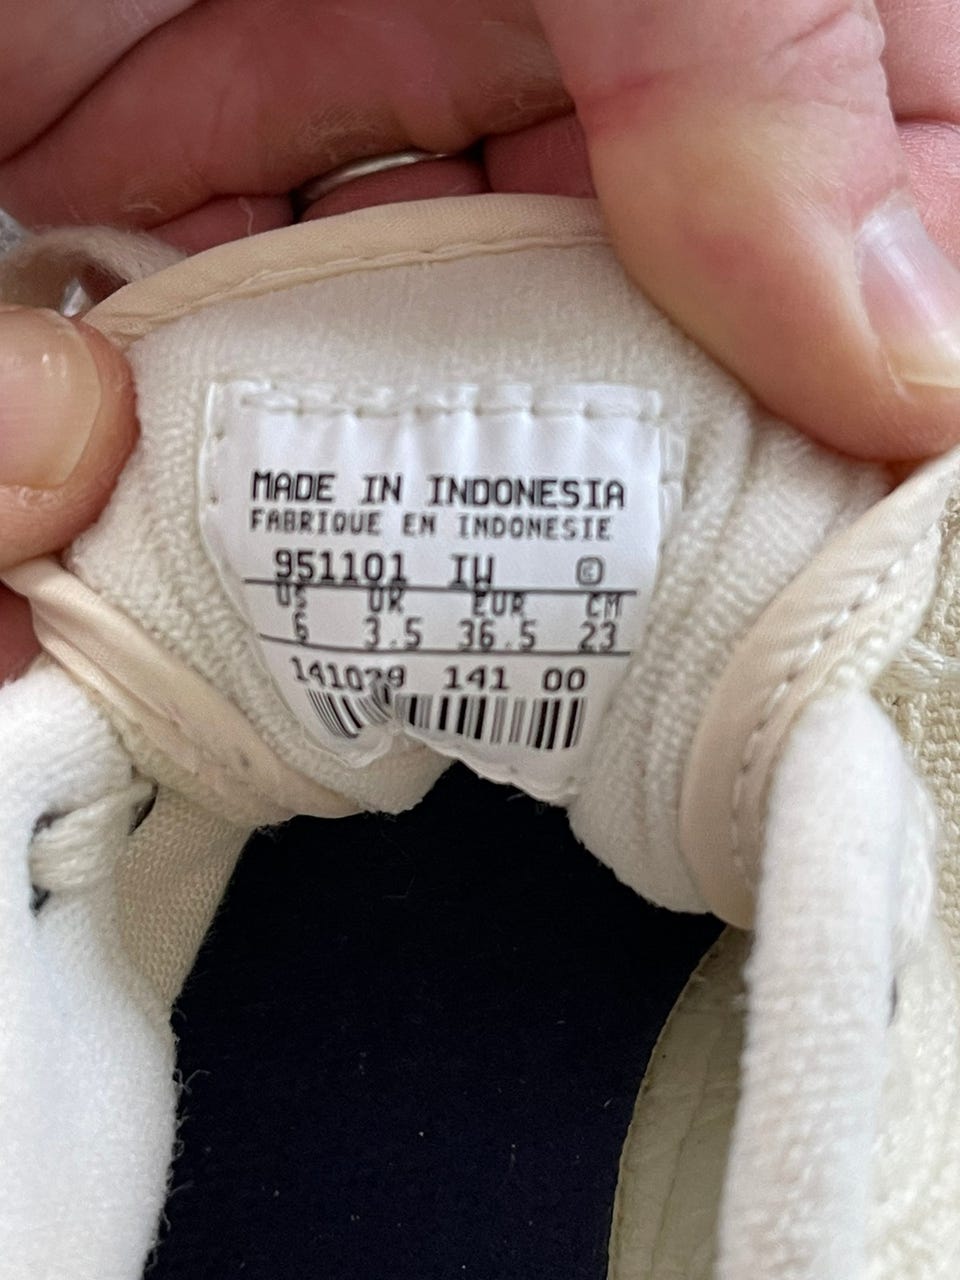 MADE IN INDONESIA
FABRIQUE EN INDONESIE
951101 IW ©
US UK EUR CM
6 3.5 36.5 23
141 00